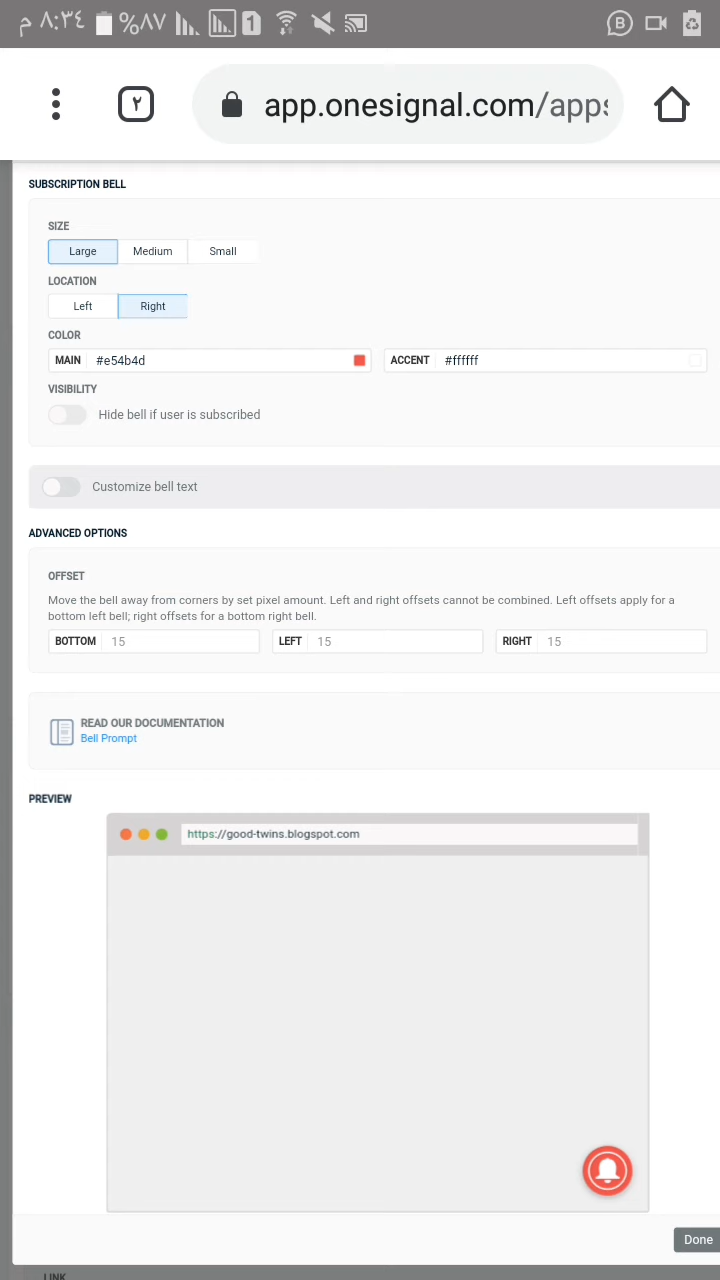 م ٨:٣٤ %٨٧ 1 B
٢ app.onesignal.com/apps
SUBSCRIPTION BELL
SIZE
Large Medium Small
LOCATION
Left Right
COLOR
MAIN #e54b4d ACCENT #ffffff
VISIBILITY
Hide bell if user is subscribed
Customize bell text
ADVANCED OPTIONS
OFFSET
Move the bell away from corners by set pixel amount. Left and right offsets cannot be combined. Left offsets apply for a
bottom left bell; right offsets for a bottom right bell.
BOTTOM 15 LEFT 15 RIGHT 15
READ OUR DOCUMENTATION
Bell Prompt
PREVIEW
https://good-twins.blogspot.com
Done
LINK